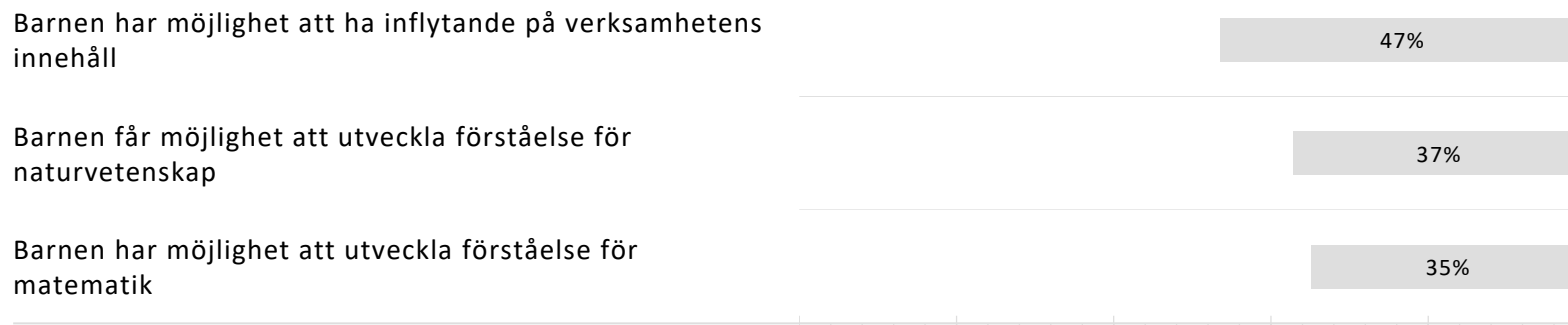 Barnen har möjlighet att ha inflytande på verksamhetens
innehåll
47%
Barnen får möjlighet att utveckla förståelse för
naturvetenskap
37%
Barnen har möjlighet att utveckla förståelse för
matematik
35%